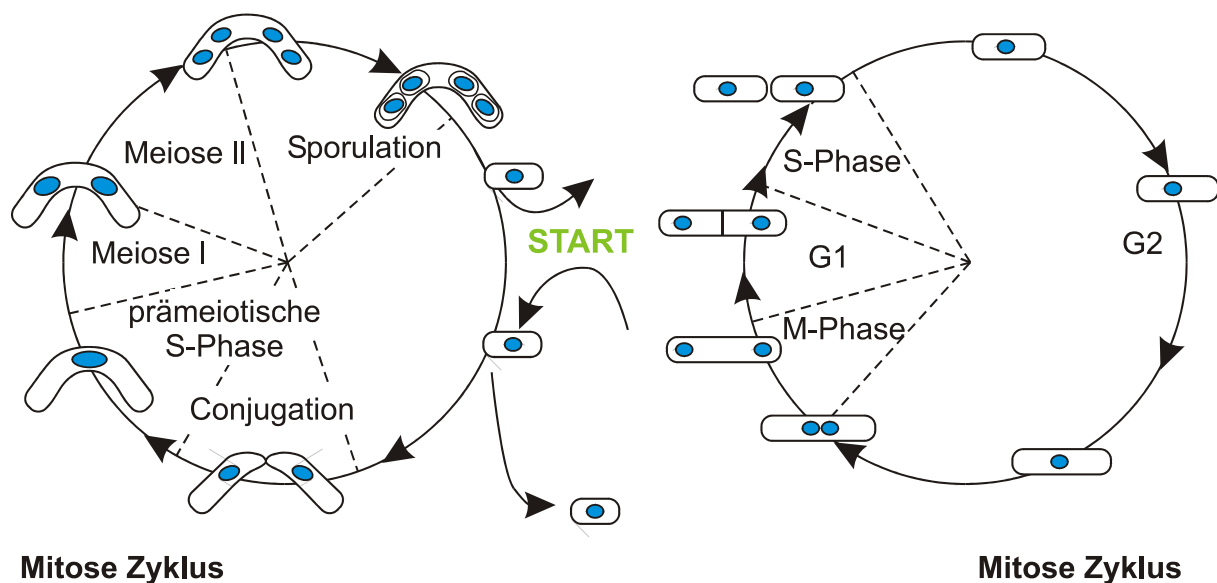 Meiose II
Sporulation
Meiose I
prämeiotische
S-Phase
Conjugation
START
S-Phase
G1
M-Phase
G2
Mitose Zyklus
Mitose Zyklus